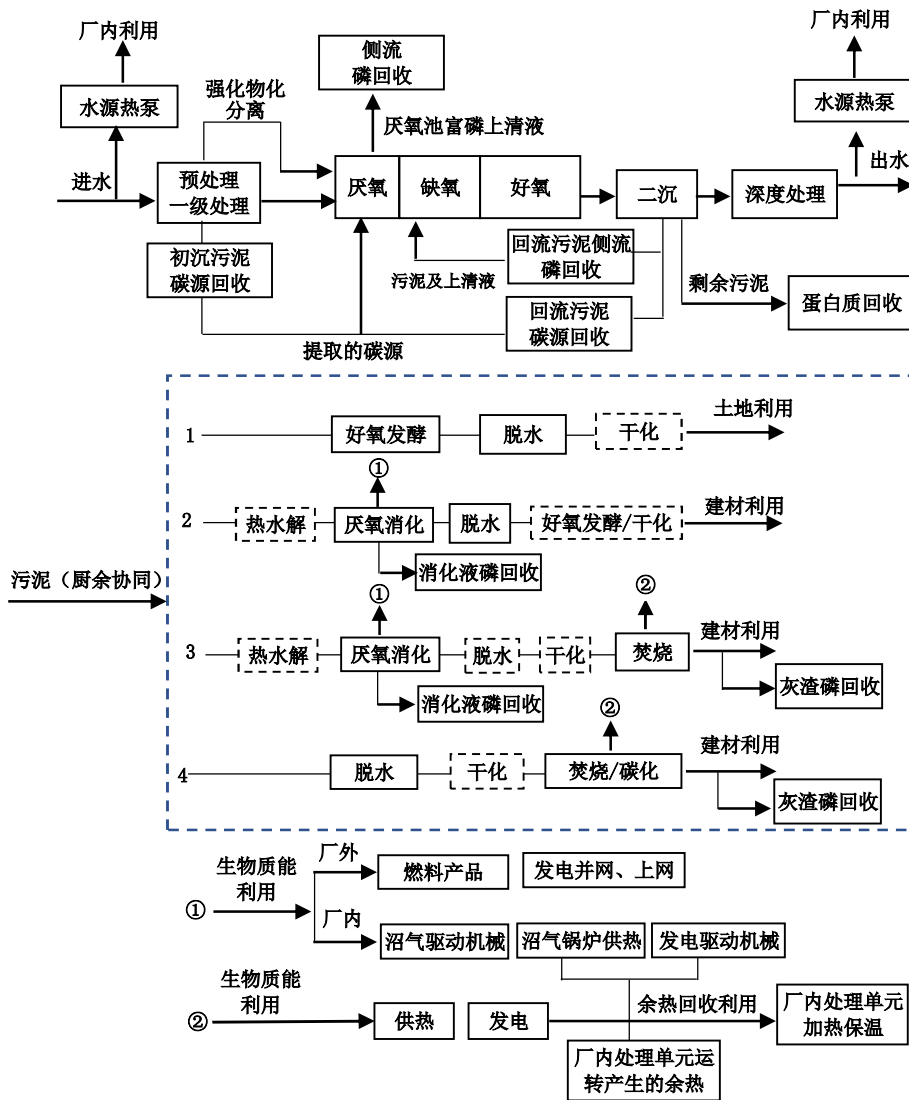 厂内利用
水源热泵
进水
强化物化
分离
预处理
一级处理
初沉污泥
碳源回收
侧流
磷回收
厌氧池富磷上清液
厌氧
缺氧
好氧
二沉
深度处理
厂内利用
水源热泵
出水
污泥及上清液
回流污泥侧流
磷回收
回流污泥
碳源回收
提取的碳源
剩余污泥
蛋白质回收
污泥（厨余协同）
1
好氧发酵
脱水
干化
土地利用
①
2
热水解
厌氧消化
脱水
好氧发酵/干化
建材利用
消化液磷回收
①
②
3
热水解
厌氧消化
脱水
干化
焚烧
建材利用
灰渣磷回收
消化液磷回收
②
4
脱水
干化
焚烧/碳化
建材利用
灰渣磷回收
①
生物质能
利用
厂外
燃料产品
发电并网、上网
厂内
沼气驱动机械
沼气锅炉供热
发电驱动机械
②
生物质能
利用
供热
发电
余热回收利用
厂内处理单元
加热保温
厂内处理单元运
转产生的余热